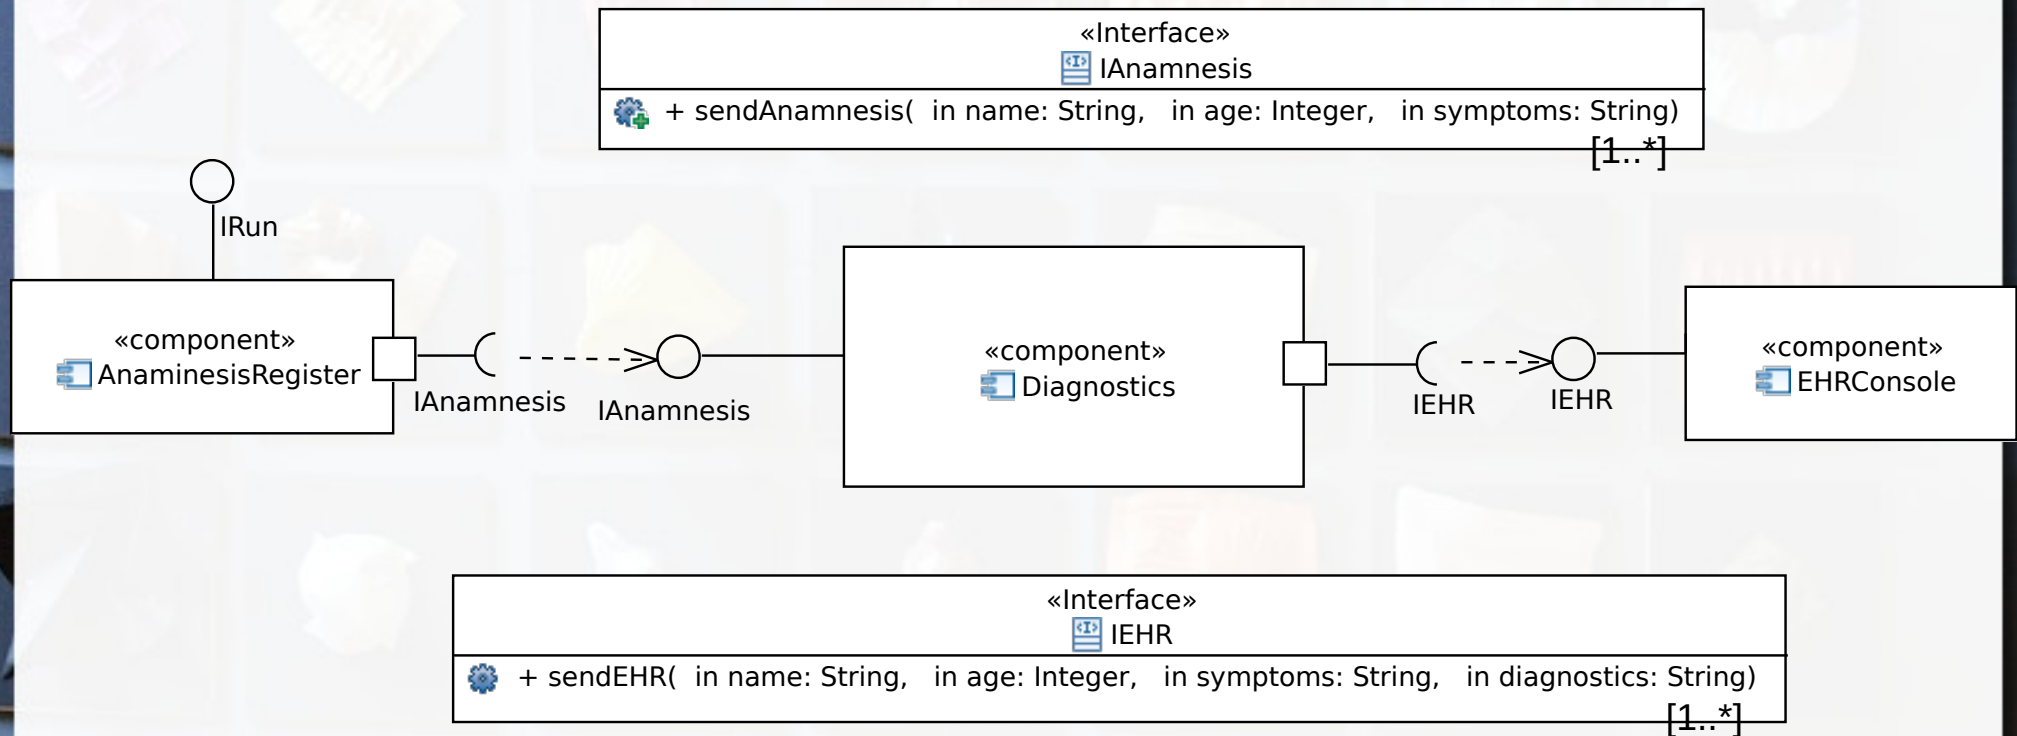 «Interface»
IAnamnesis
+ sendAnamnesis( in name: String, in age: Integer, in symptoms: String)
[1..*]
IRun
«component»
AnaminesisRegister
IAnamnesis
IAnamnesis
«component»
Diagnostics
IEHR
IEHR
«component»
EHRConsole
«Interface»
IEHR
+ sendEHR( in name: String, in age: Integer, in symptoms: String, in diagnostics: String)
[1..*]